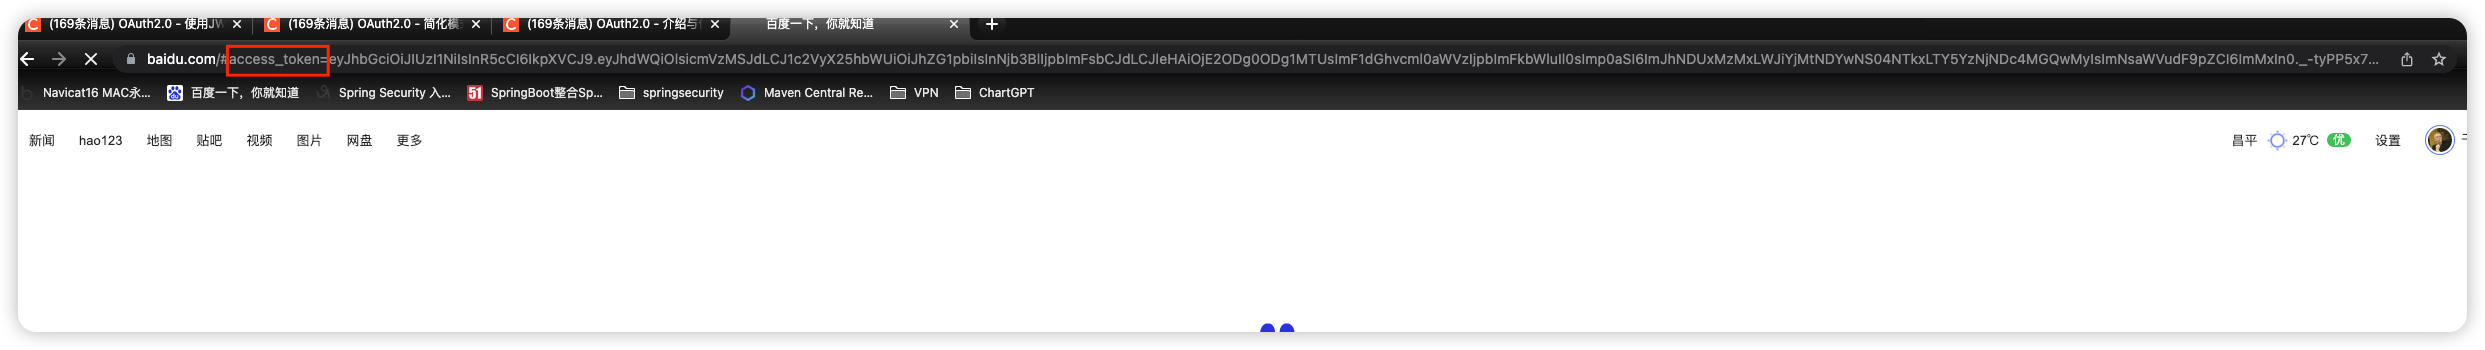 (169条消息) OAuth2.0 - 使用JW (169条消息) OAuth2.0 - 简化模 (169条消息) OAuth2.0 - 介绍与 百度一下，你就知道
baidu.com/#access_token=eyJhbGciOiJIUzI1NiIsInR5cCI6IkpXVCJ9.eyJhdWQiOlsicmVzMSJdLCJ1c2VyX25hbWUiOiJhZG1pbiIsInNjb3BlIjpbImFsbCJdLCJleHAiOjE2ODg0ODg1MTUsImF1dGhvcml0aWVzIjpbImFkbWluIl0sImp0aSI6ImJhNDUxMzMxLWJiYjMtNDYwNS04NTkxLTY5YzNjNDc4MGQwMyIsImNsaWVudF9pZCI6ImMxIn0._-tyPP5x7...
Navicat16 MAC永... 百度一下，你就知道 Spring Security 入... 51 SpringBoot整合Sp... springsecurity Maven Central Re... VPN ChartGPT
新闻 hao123 地图 贴吧 视频 图片 网盘 更多 昌平 27℃ 优 设置